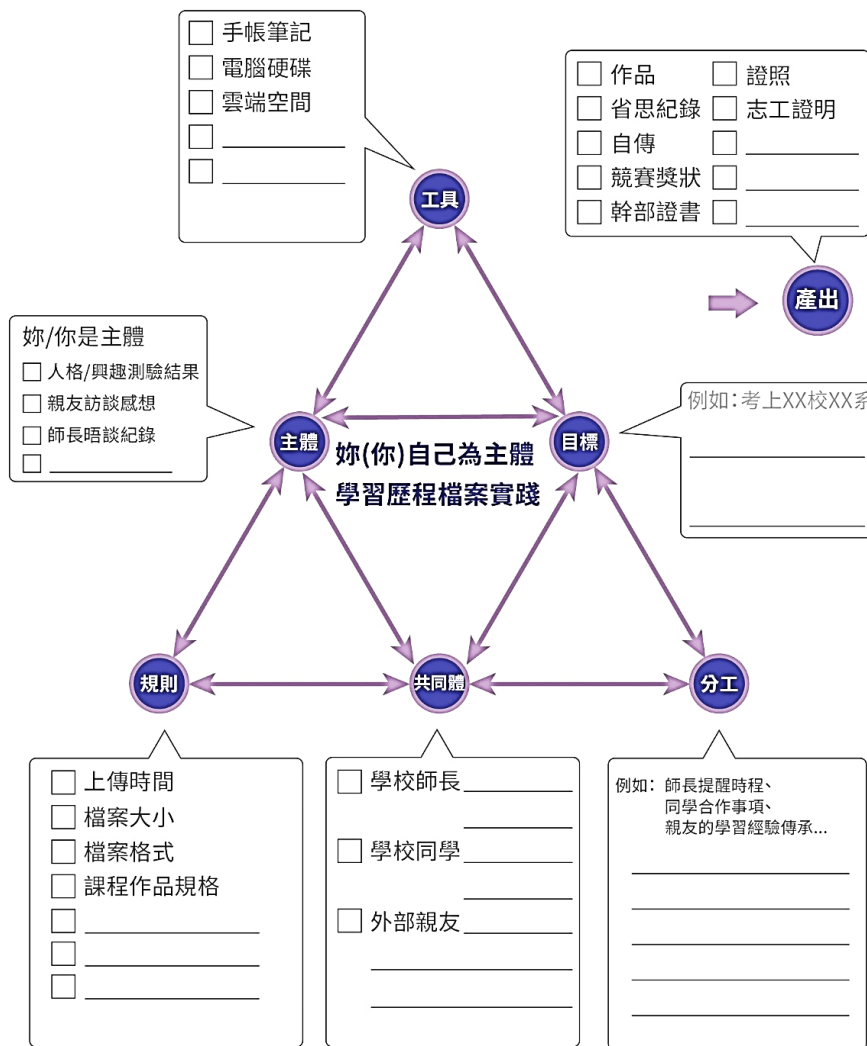 手帳筆記
電腦硬碟
雲端空間
工具
作品
省思紀錄
自傳
競賽獎狀
幹部證書
證照
志工證明
產出
妳/你是主體
人格/興趣測驗結果
親友訪談感想
師長晤談紀錄
主體
妳(你)自己為主體
學習歷程檔案實踐
目標
例如：考上XX校XX系
規則
共同體
分工
上傳時間
檔案大小
檔案格式
課程作品規格
學校師長
學校同學
外部親友
例如：師長提醒時程、
同學合作事項、
親友的學習經驗傳承...